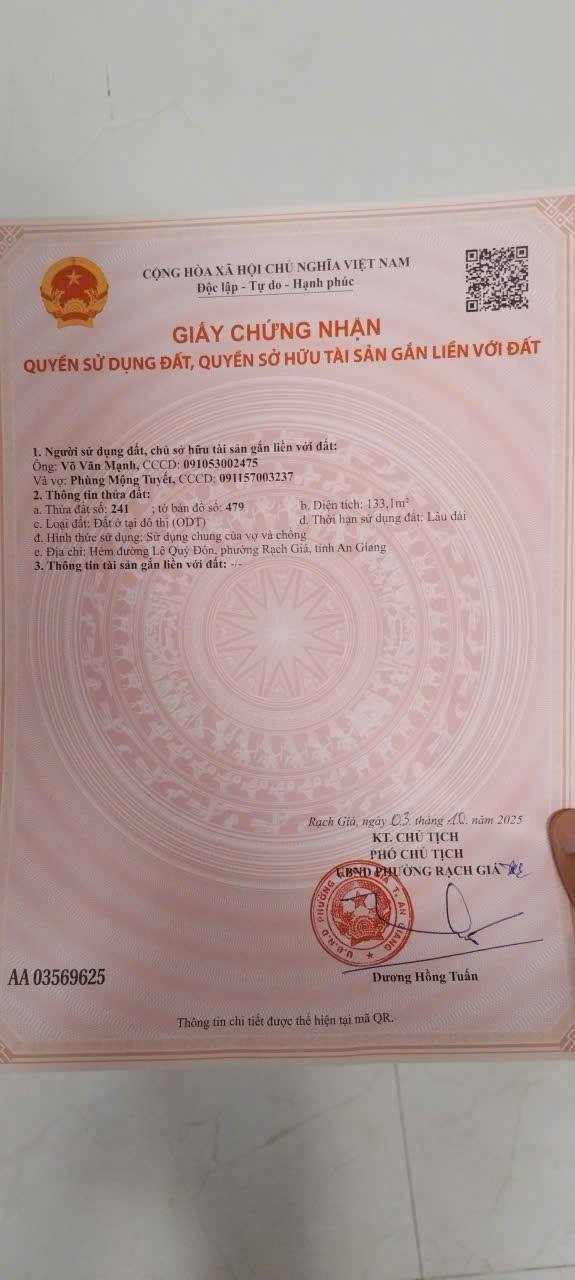 CỘNG HÒA XÃ HỘI CHỦ NGHĨA VIỆT NAM
Độc lập - Tự do - Hạnh phúc
GIẤY CHỨNG NHẬN
QUYỀN SỬ DỤNG ĐẤT, QUYỀN SỞ HỮU TÀI SẢN GẮN LIỀN VỚI ĐẤT
1. Người sử dụng đất, chủ sở hữu tài sản gắn liền với đất:
Ông: Võ Văn Mạnh, CCCD: 091053002475
Và vợ: Phùng Mộng Tuyết, CCCD: 091157003237
2. Thông tin thửa đất:
a. Thửa đất số: 241 ; tờ bản đồ số: 479 b. Diện tích: 133,1m²
c. Loại đất: Đất ở tại đô thị (ODT) d. Thời hạn sử dụng đất: Lâu dài
đ. Hình thức sử dụng: Sử dụng chung của vợ và chồng
e. Địa chỉ: Hẻm đường Lê Quý Đôn, phường Rạch Giá, tỉnh An Giang
3. Thông tin tài sản gắn liền với đất: -/-
Rạch Giá, ngày 03 tháng 10. năm 2025
KT. CHỦ TỊCH
PHÓ CHỦ TỊCH
UBND PHƯỜNG RẠCH GIÁ
U.B.N.D PHƯỜNG T. AN GIANG
Dương Hồng Tuấn
AA 03569625
Thông tin chi tiết được thể hiện tại mã QR.